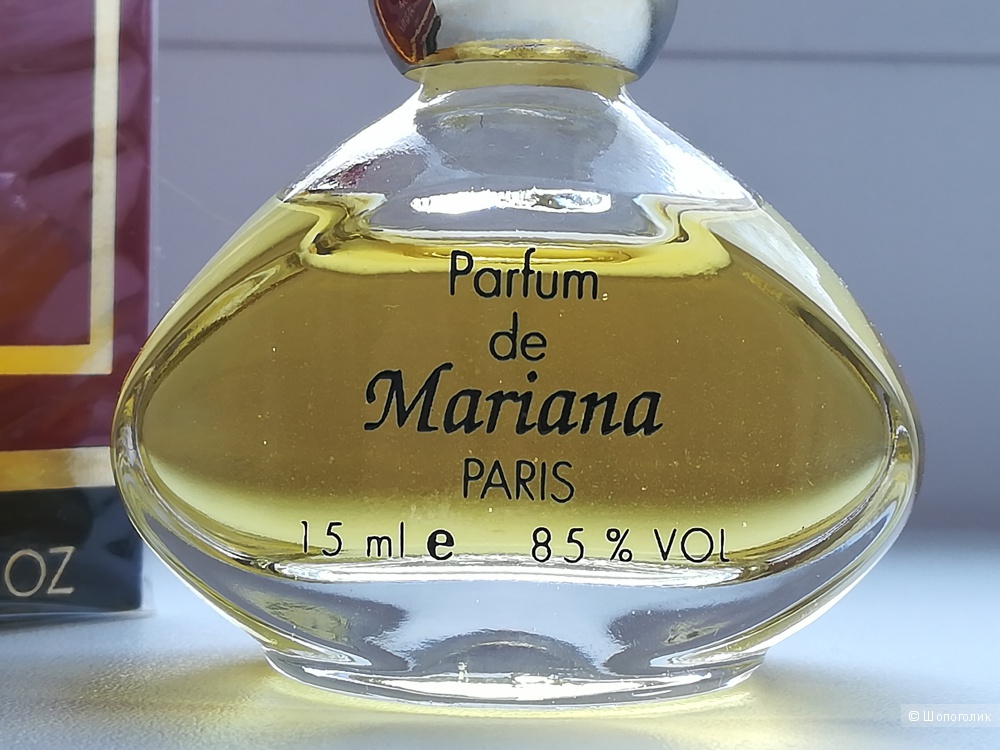 Parfum
de
Mariana
PARIS
15 ml e 85 % VOL
OZ
© Шопоголик